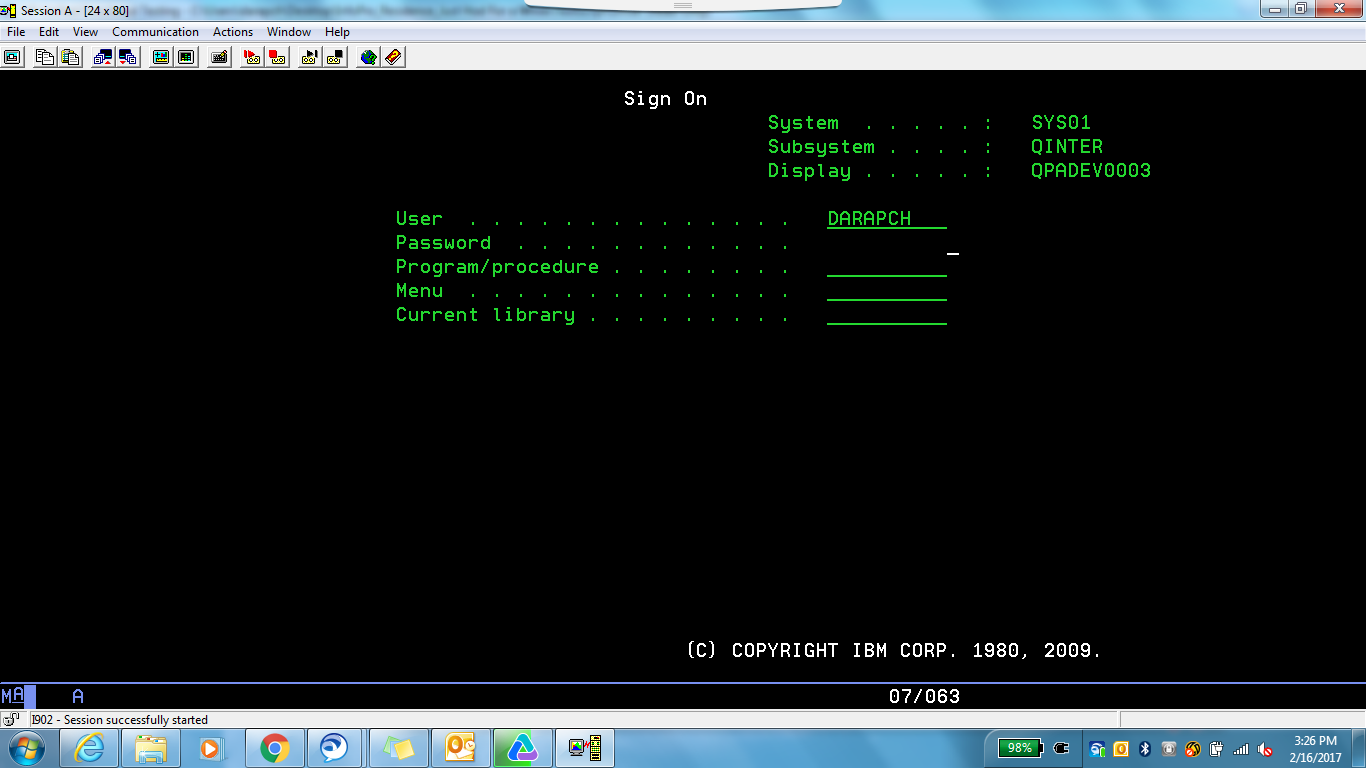 Session A - [24 x 80]
File Edit View Communication Actions Window Help
Sign On
System . . . . . : SYS01
Subsystem . . . . : QINTER
Display . . . . . : QPADEV0003
User . . . . . . . . . . . . . . DARAPCH
Password . . . . . . . . . . . .
Program/procedure . . . . . . . .
Menu . . . . . . . . . . . . . .
Current library . . . . . . . . .
(C) COPYRIGHT IBM CORP. 1980, 2009.
MA A 07/063
I902 - Session successfully started
98%
3:26 PM
2/16/2017